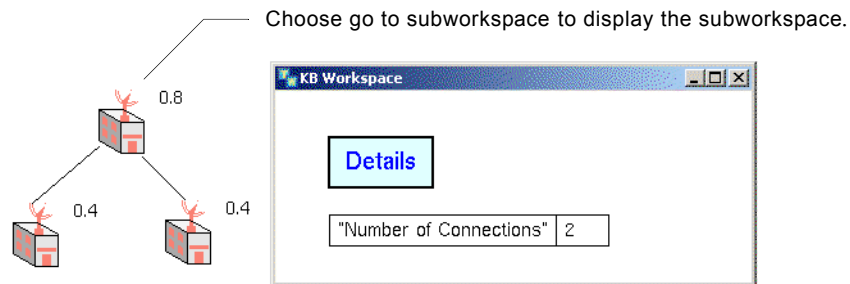 Choose go to subworkspace to display the subworkspace.
KB Workspace
0.8
Details
0.4
0.4
"Number of Connections" 2